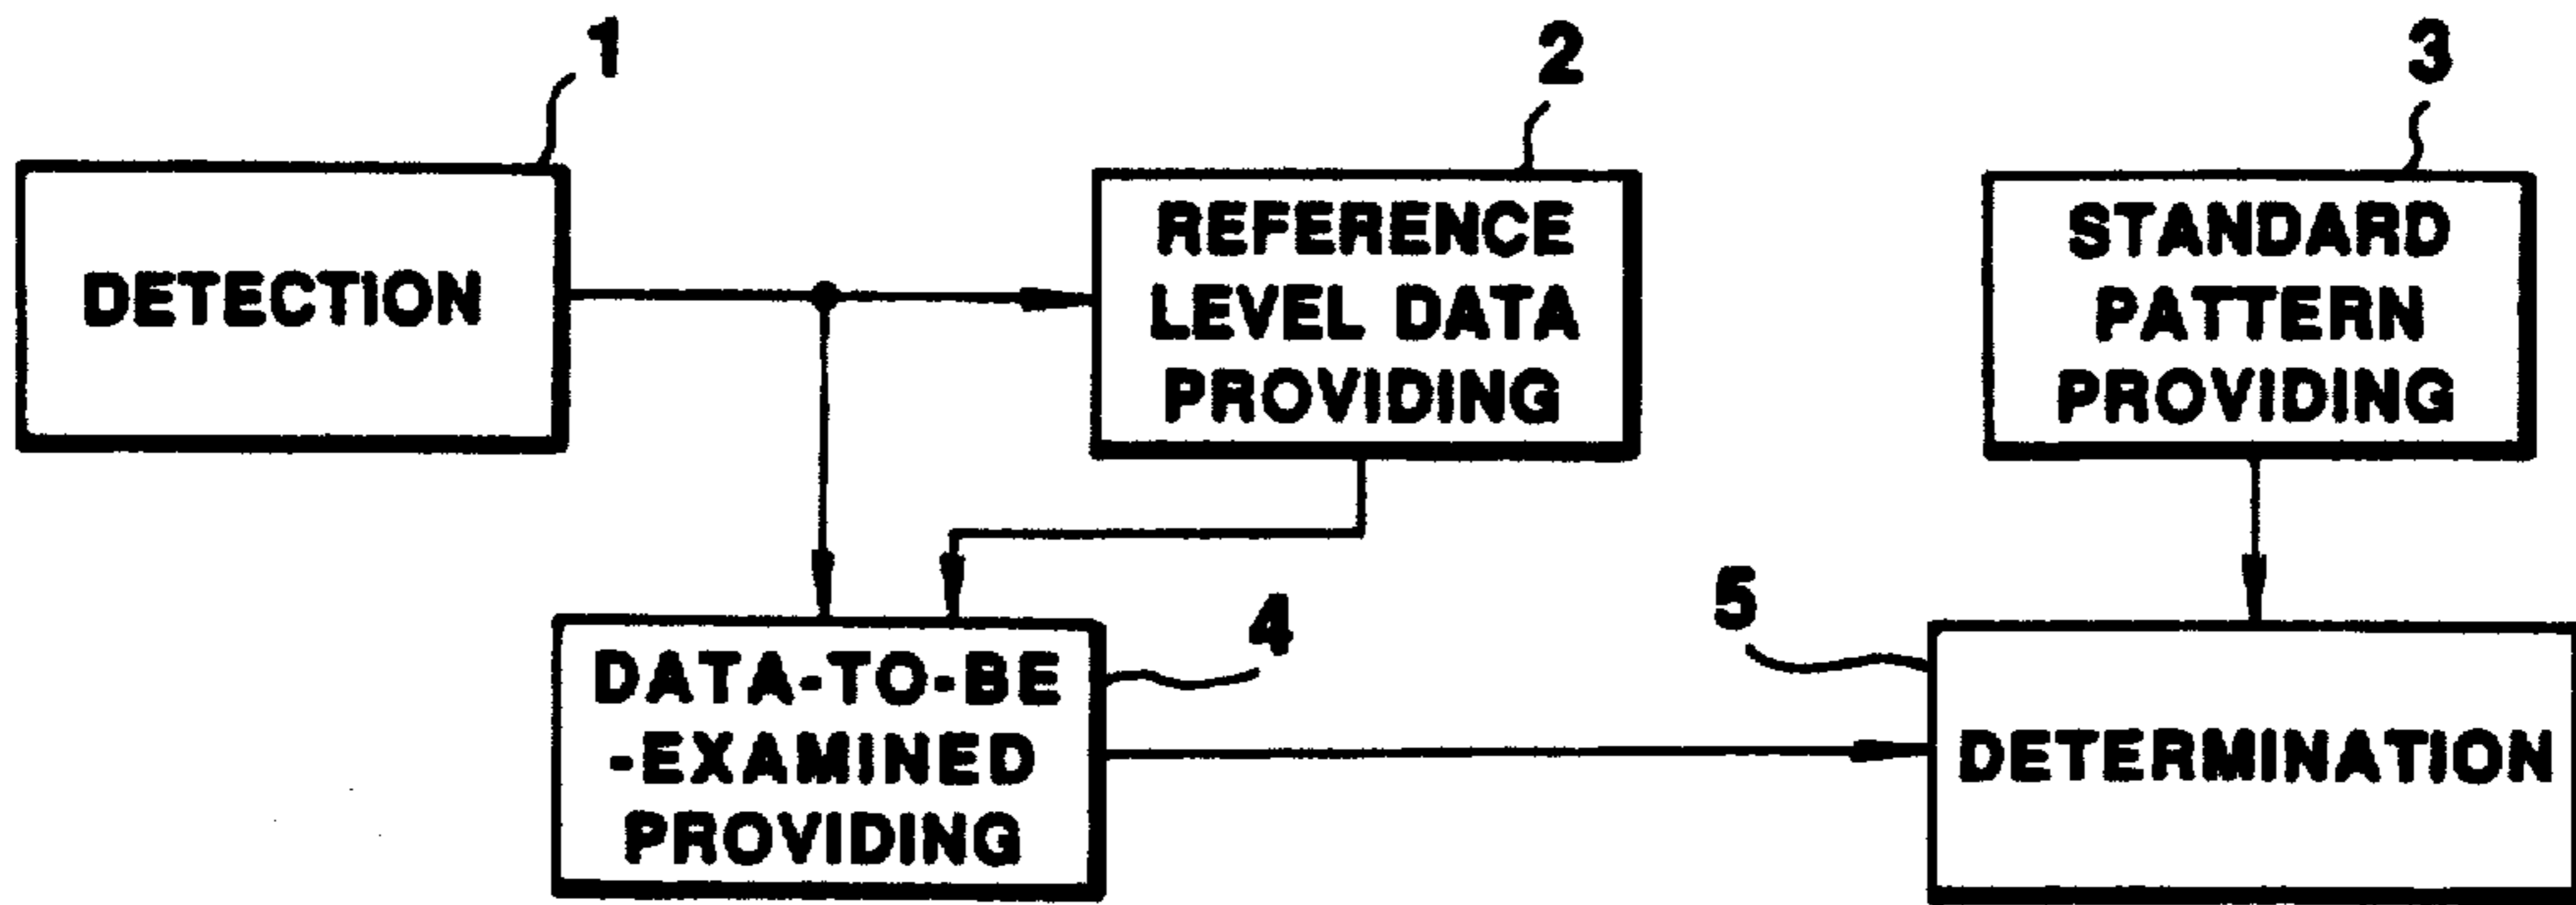 1
2
3
DETECTION
REFERENCE
LEVEL DATA
PROVIDING
STANDARD
PATTERN
PROVIDING
4
5
DATA-TO-BE
-EXAMINED
PROVIDING
DETERMINATION